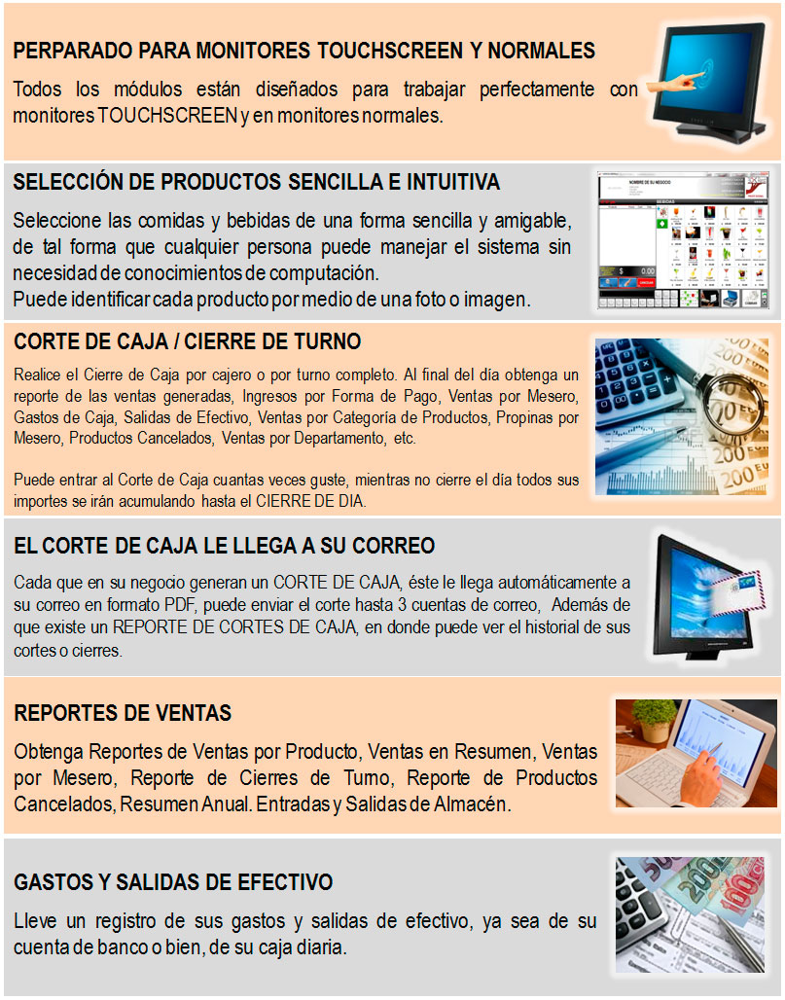 PERPARADO PARA MONITORES TOUCHSCREEN Y NORMALES
Todos los módulos están diseñados para trabajar perfectamente con
monitores TOUCHSCREEN y en monitores normales.
SELECCIÓN DE PRODUCTOS SENCILLA E INTUITIVA
Seleccione las comidas y bebidas de una forma sencilla y amigable,
de tal forma que cualquier persona puede manejar el sistema sin
necesidad de conocimientos de computación.
Puede identificar cada producto por medio de una foto o imagen.
NOMBRE DE SU NEGOCIO
BEBIDAS
$ 0.00
CORTE DE CAJA / CIERRE DE TURNO
Realice el Cierre de Caja por cajero o por turno completo. Al final del día obtenga un
reporte de las ventas generadas, Ingresos por Forma de Pago, Ventas por Mesero,
Gastos de Caja, Salidas de Efectivo, Ventas por Categoría de Productos, Propinas por
Mesero, Productos Cancelados, Ventas por Departamento, etc.
Puede entrar al Corte de Caja cuantas veces guste, mientras no cierre el día todos sus
importes se irán acumulando hasta el CIERRE DE DIA.
200 EURO
200
EL CORTE DE CAJA LE LLEGA A SU CORREO
Cada que en su negocio generan un CORTE DE CAJA, éste le llega automáticamente a
su correo en formato PDF, puede enviar el corte hasta 3 cuentas de correo, Además de
que existe un REPORTE DE CORTES DE CAJA, en donde puede ver el historial de sus
cortes o cierres.
REPORTES DE VENTAS
Obtenga Reportes de Ventas por Producto, Ventas en Resumen, Ventas
por Mesero, Reporte de Cierres de Turno, Reporte de Productos
Cancelados, Resumen Anual. Entradas y Salidas de Almacén.
GASTOS Y SALIDAS DE EFECTIVO
Lleve un registro de sus gastos y salidas de efectivo, ya sea de su
cuenta de banco o bien, de su caja diaria.
500
200
100